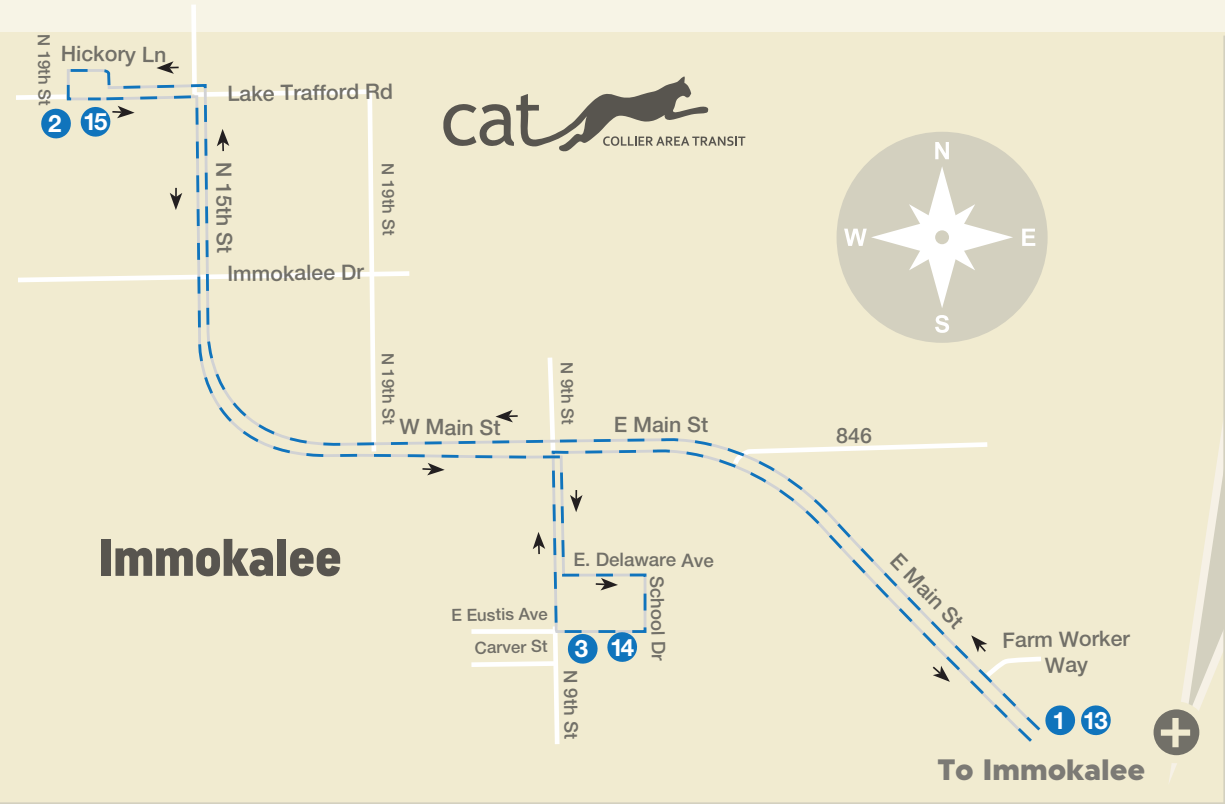 N 19th St
Hickory Ln
2 15
Lake Trafford Rd
cat
COLLIER AREA TRANSIT
N
W E
S
N 15th St
N 19th St
Immokalee Dr
N 19th St
N 9th St
W Main St
E Main St
846
Immokalee
E. Delaware Ave
School Dr
E Eustis Ave
Carver St
3 14
N 9th St
E Main St
Farm Worker
Way
1 13
To Immokalee